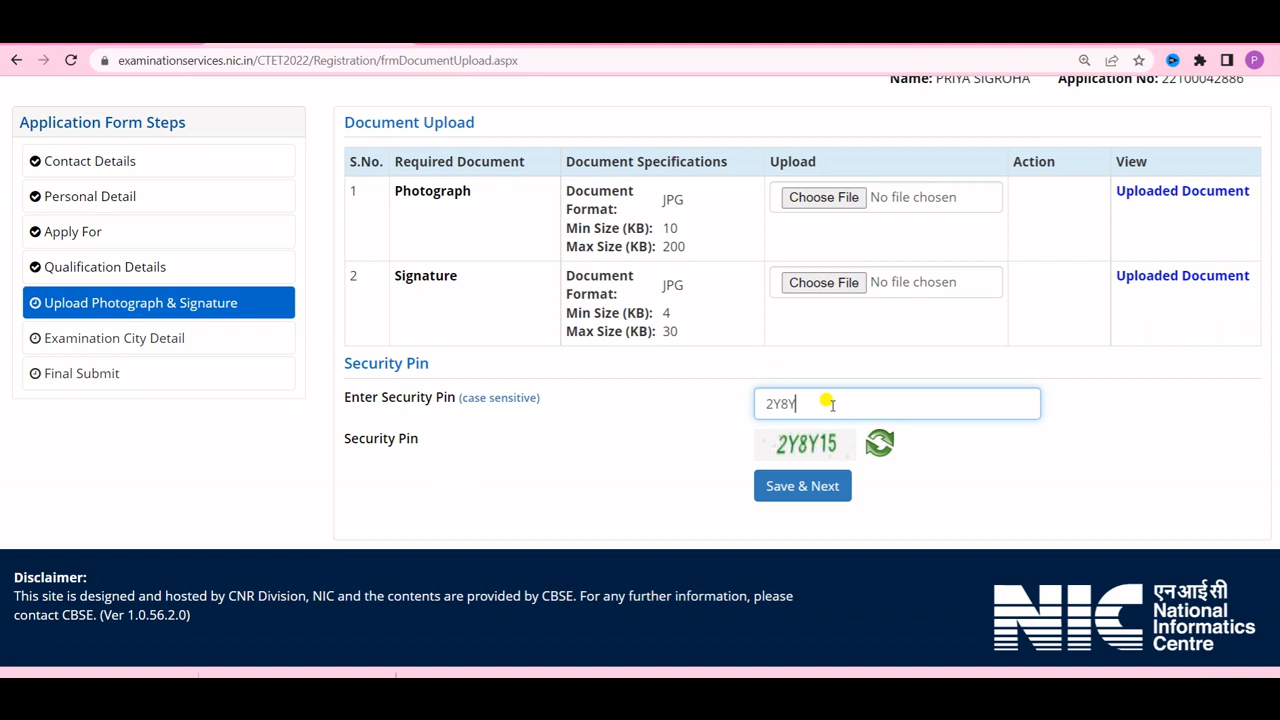 examinationservices.nic.in/CTET2022/Registration/frmDocumentUpload.aspx
P
Name: PRIYA SIGROHA Application No: 22100042886
Application Form Steps
Contact Details
Personal Detail
Apply For
Qualification Details
Upload Photograph & Signature
Examination City Detail
Final Submit
Document Upload
S.No. Required Document Document Specifications Upload Action View
1 Photograph Document Format: JPG Choose File No file chosen Uploaded Document
Min Size (KB): 10
Max Size (KB): 200
2 Signature Document Format: JPG Choose File No file chosen Uploaded Document
Min Size (KB): 4
Max Size (KB): 30
Security Pin
Enter Security Pin (case sensitive) 2Y8Y
Security Pin 2Y8Y15
Save & Next
Disclaimer:
This site is designed and hosted by CNR Division, NIC and the contents are provided by CBSE. For any further information, please
contact CBSE. (Ver 1.0.56.2.0)
NIC
एनआईसी
National
Informatics
Centre